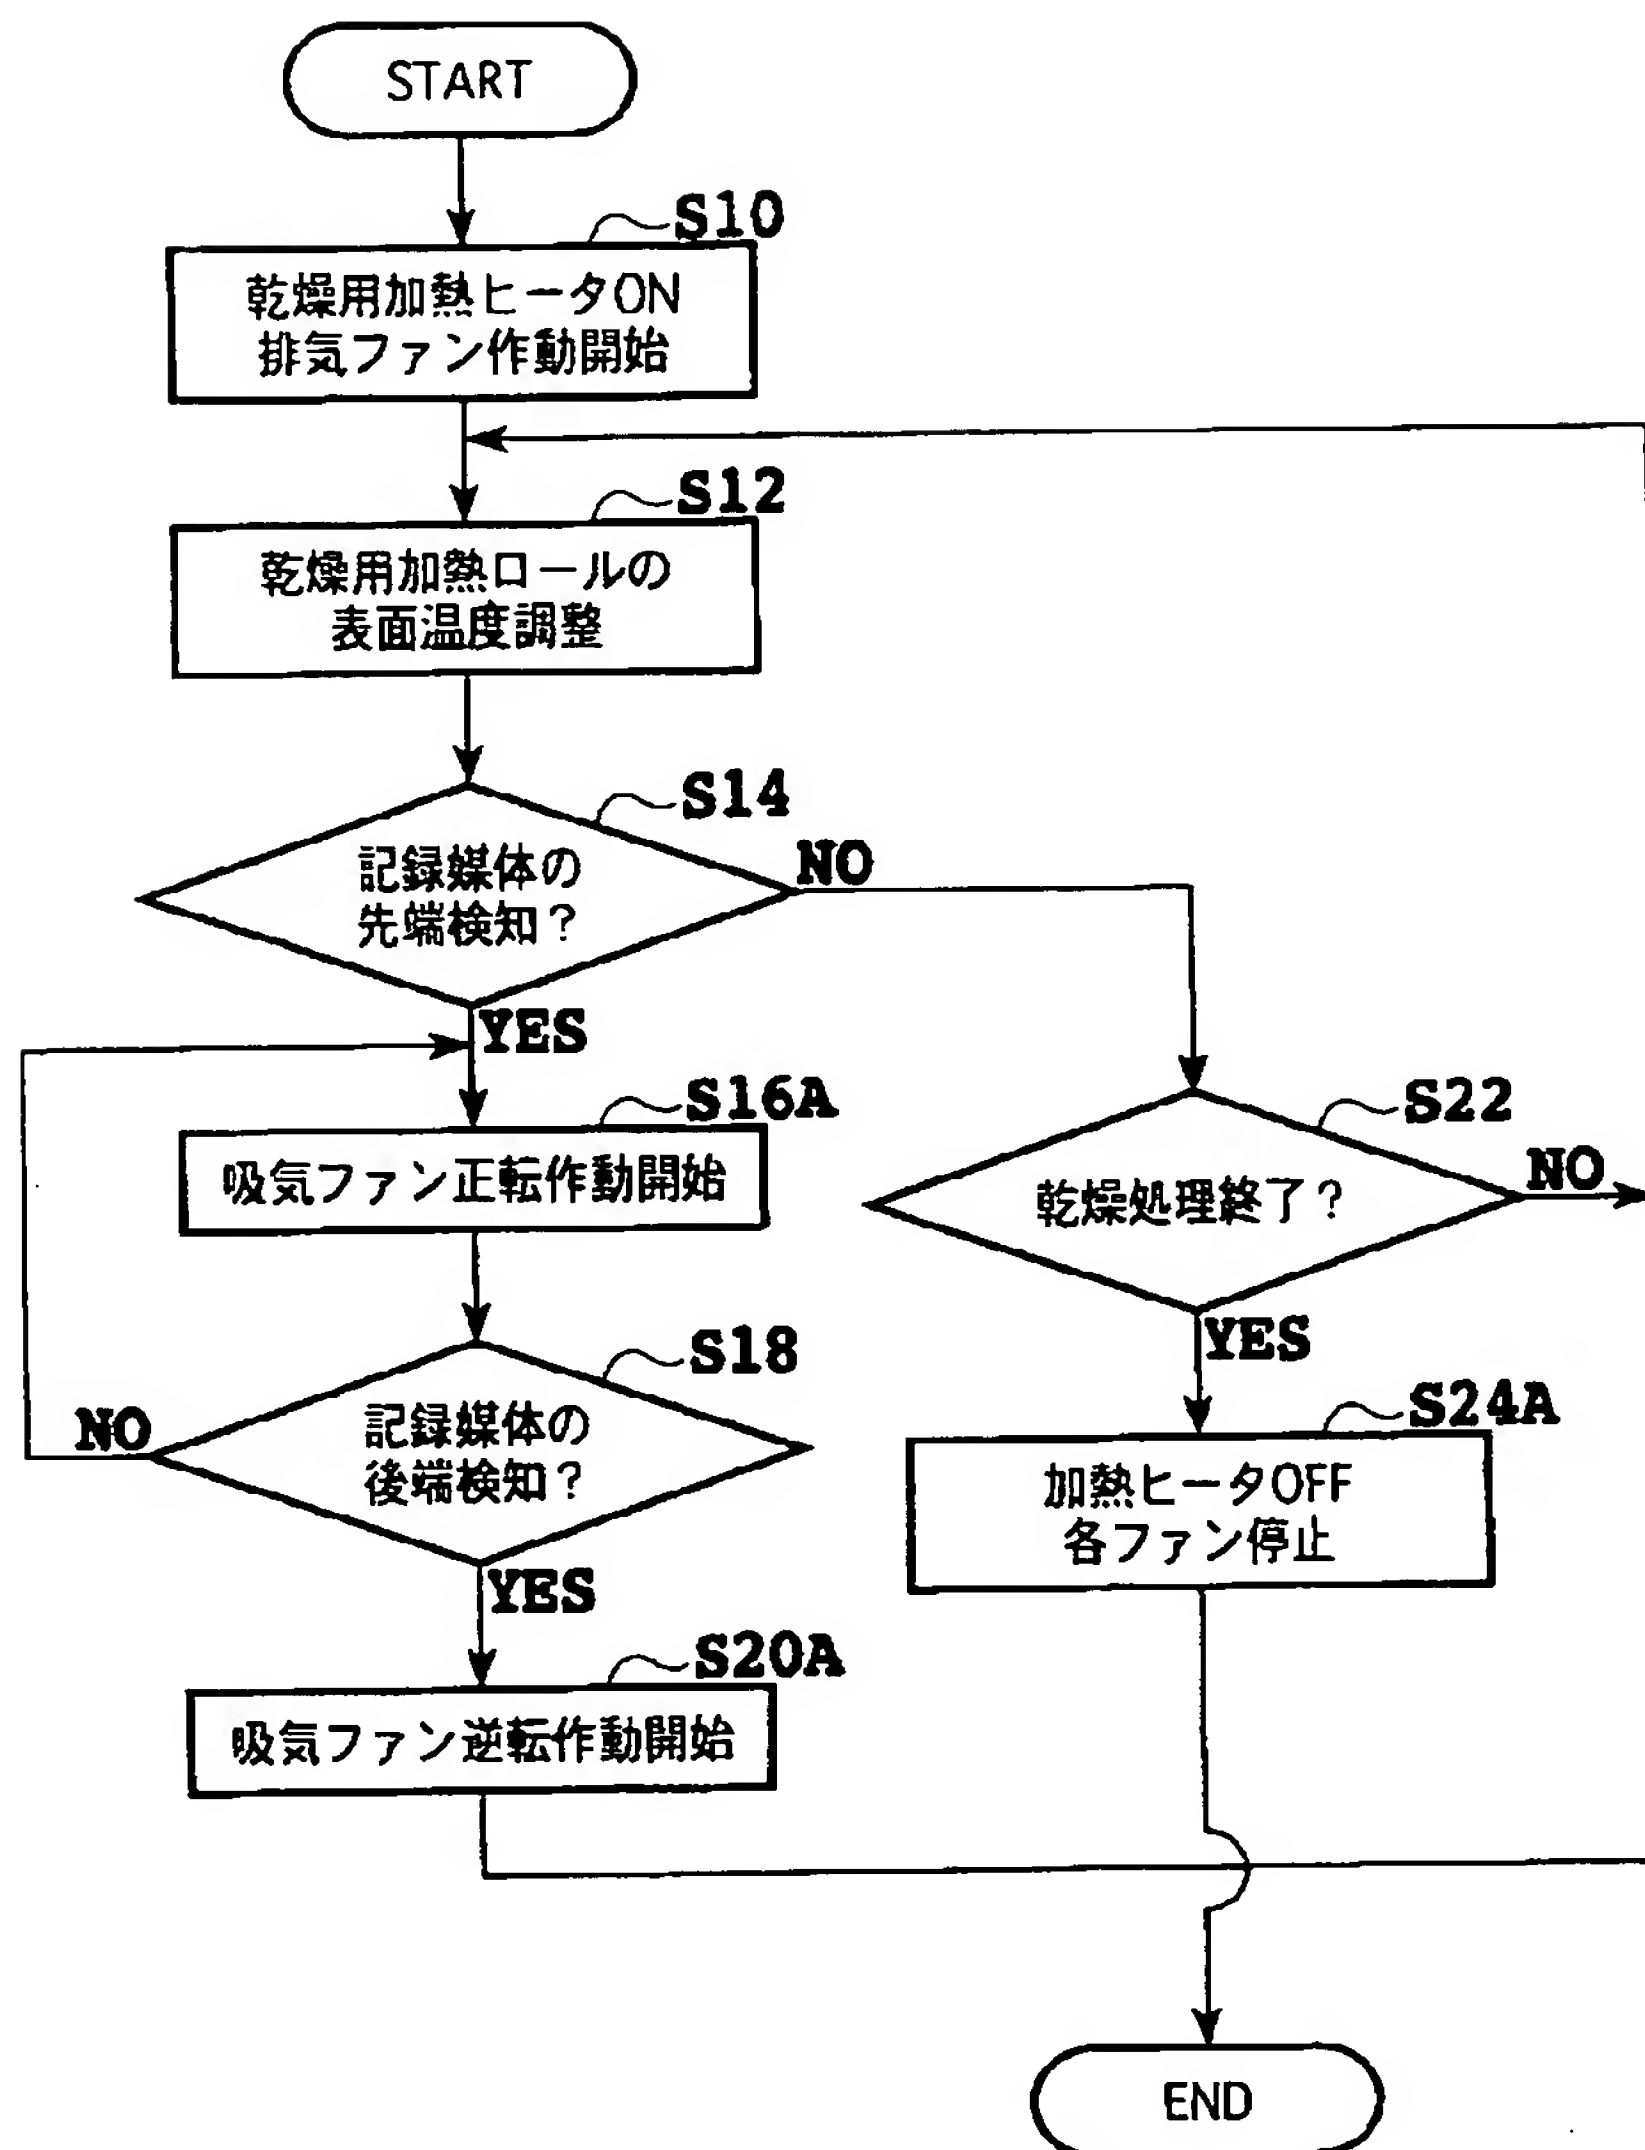 START
S10
乾燥用加熱ヒータON
排気ファン作動開始
S12
乾燥用加熱ロールの
表面温度調整
S14
記録媒体の
先端検知?
NO
YES
S16A
吸気ファン正転作動開始
S22
乾燥処理終了?
NO
YES
S18
記録媒体の
後端検知?
NO
YES
S24A
加熱ヒータOFF
各ファン停止
S20A
吸気ファン逆転作動開始
END